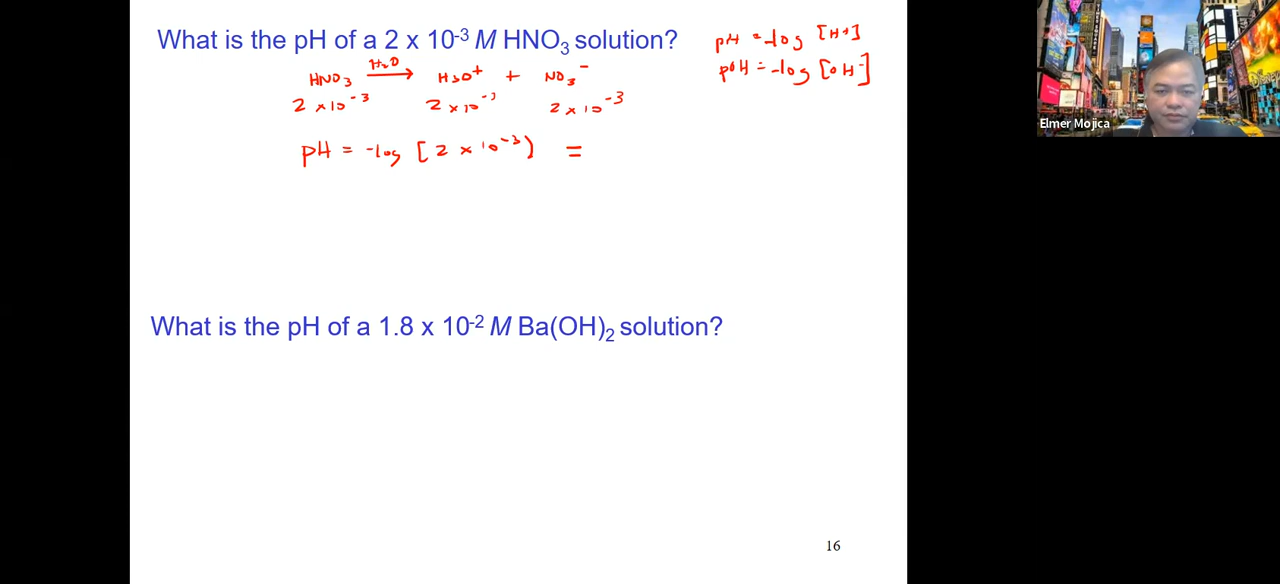 What is the pH of a 2 x 10⁻³ M HNO₃ solution?
pH = -log [H+]
pOH = -log [OH⁻]
HNO₃ H₂O → H₃O⁺ + NO₃⁻
2 x 10⁻³ 2 x 10⁻³ 2 x 10⁻³
pH = -log [2 x 10⁻³) =
What is the pH of a 1.8 x 10⁻² M Ba(OH)₂ solution?
16
Elmer Mojica